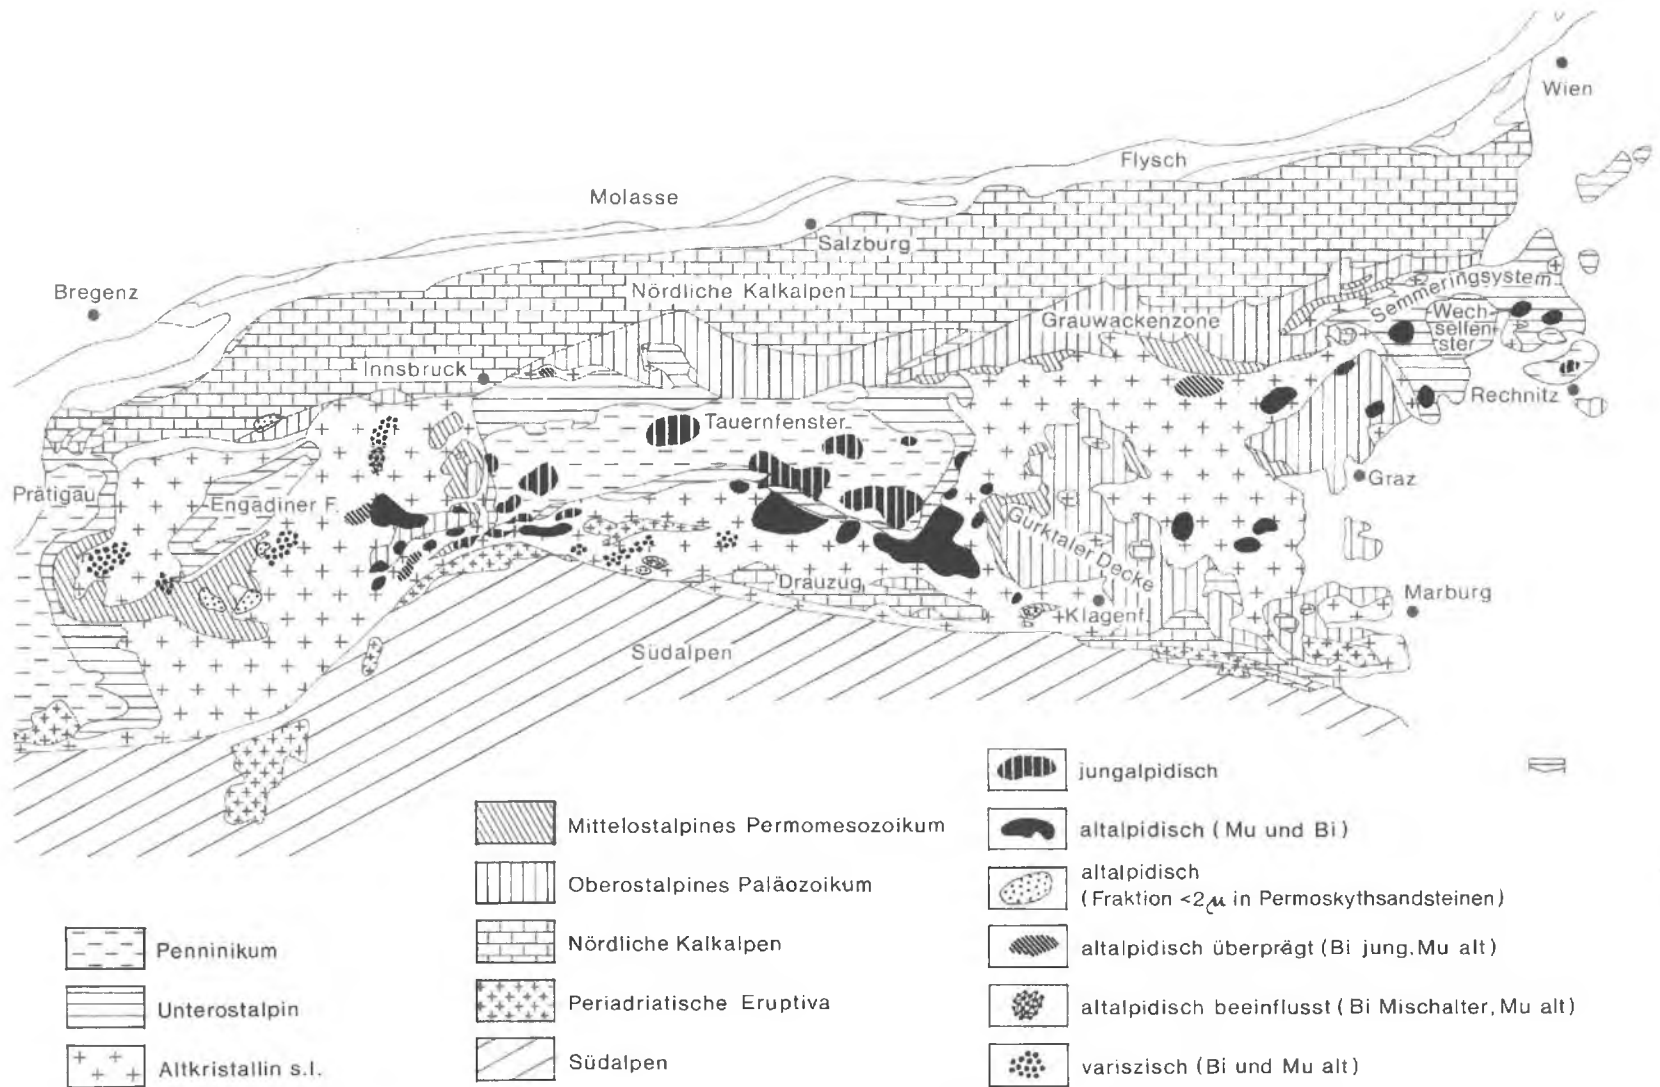 Wien
Flysch
Molasse
Salzburg
Bregenz
Nördliche Kalkalpen
Semmeringsystem
Grauwackenzone
Wech-
selfen-
ster
Innsbruck
Rechnitz
Tauernfenster
Prätigau
Engadiner F.
Graz
Gurktaler Decke
Drauzug
Klagenf.
Marburg
Südalpen
Penninikum
Unterostalpin
Altkristallin s.l.
Mittelostalpines Permomesozoikum
Oberostalpines Paläozoikum
Nördliche Kalkalpen
Periadriatische Eruptiva
Südalpen
jungalpidisch
altalpidisch (Mu und Bi)
altalpidisch
(Fraktion <2μ in Permoskythsandsteinen)
altalpidisch überprägt (Bi jung, Mu alt)
altalpidisch beeinflusst (Bi Mischalter, Mu alt)
variszisch (Bi und Mu alt)